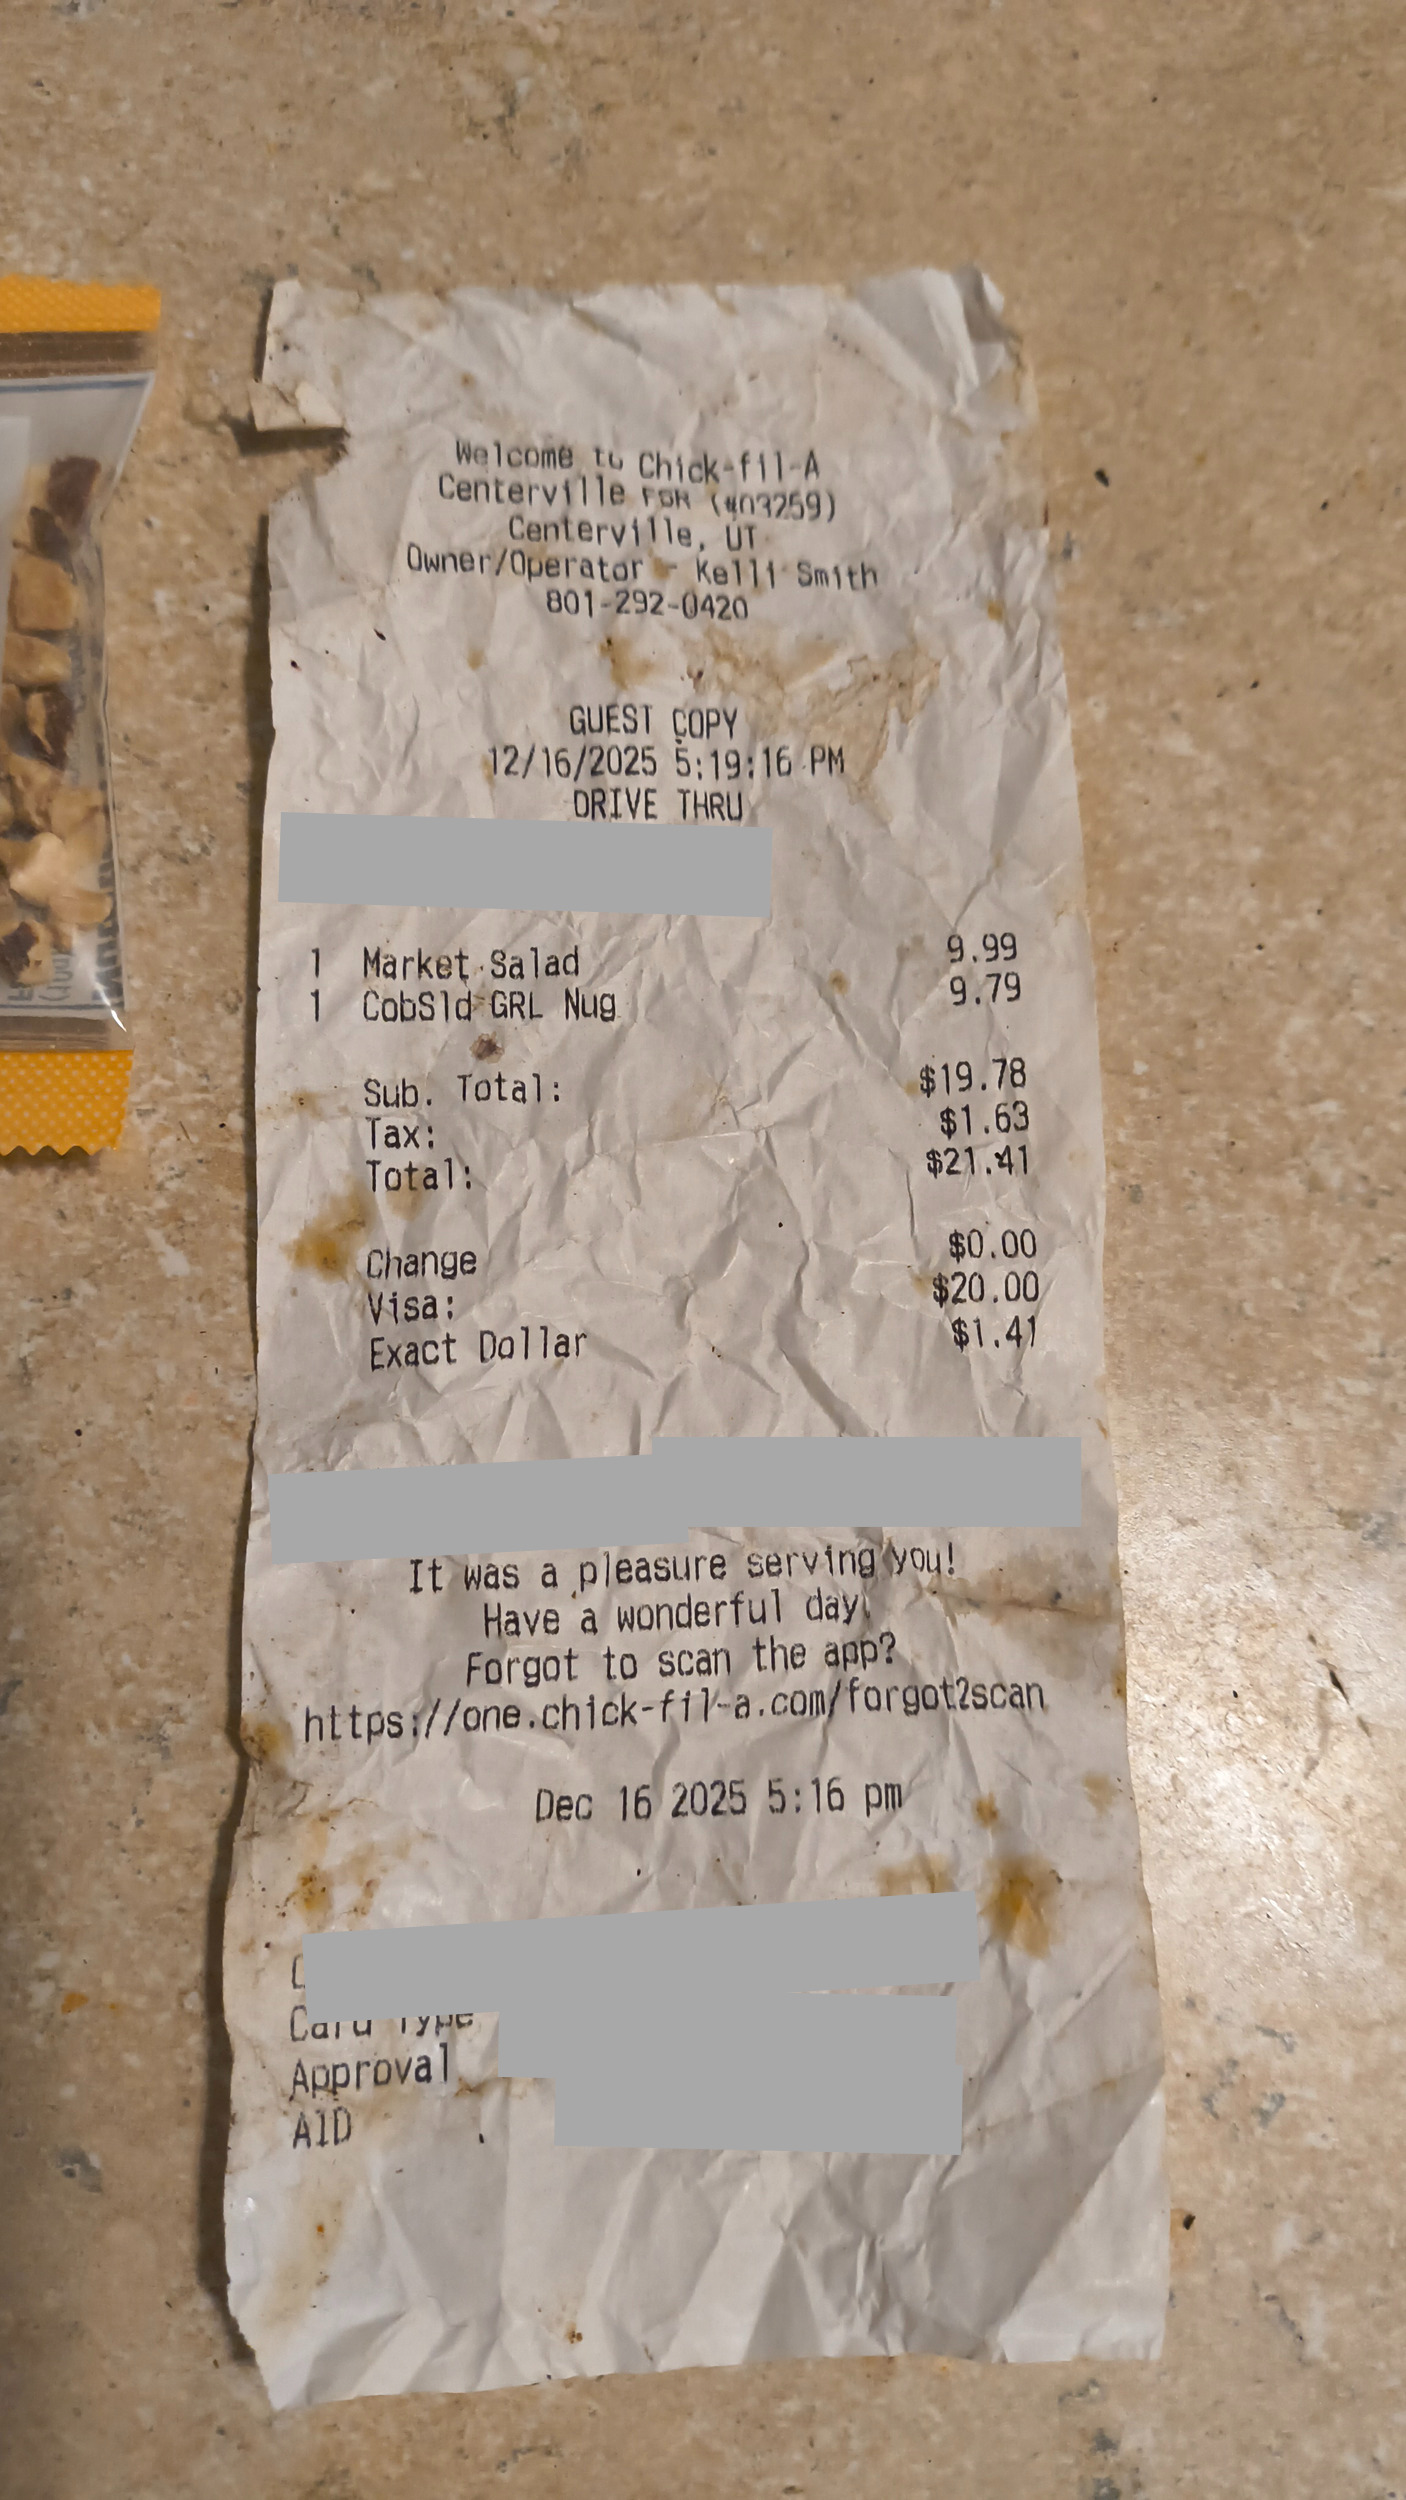 Welcome to Chick-fil-A
Centerville FSR (#03259)
Centerville, UT
Owner/Operator - Kelli Smith
801-292-0420
GUEST COPY
12/16/2025 5:19:16 PM
DRIVE THRU
1 Market Salad 9.99
1 CobSld GRL Nug 9.79
Sub. Total: $19.78
Tax: $1.63
Total: $21.41
Change $0.00
Visa: $20.00
Exact Dollar $1.41
It was a pleasure serving you!
Have a wonderful day.
Forgot to scan the app?
https://one.chick-fil-a.com/forgot2scan
Dec 16 2025 5:16 pm
Card Type
Approval
AID